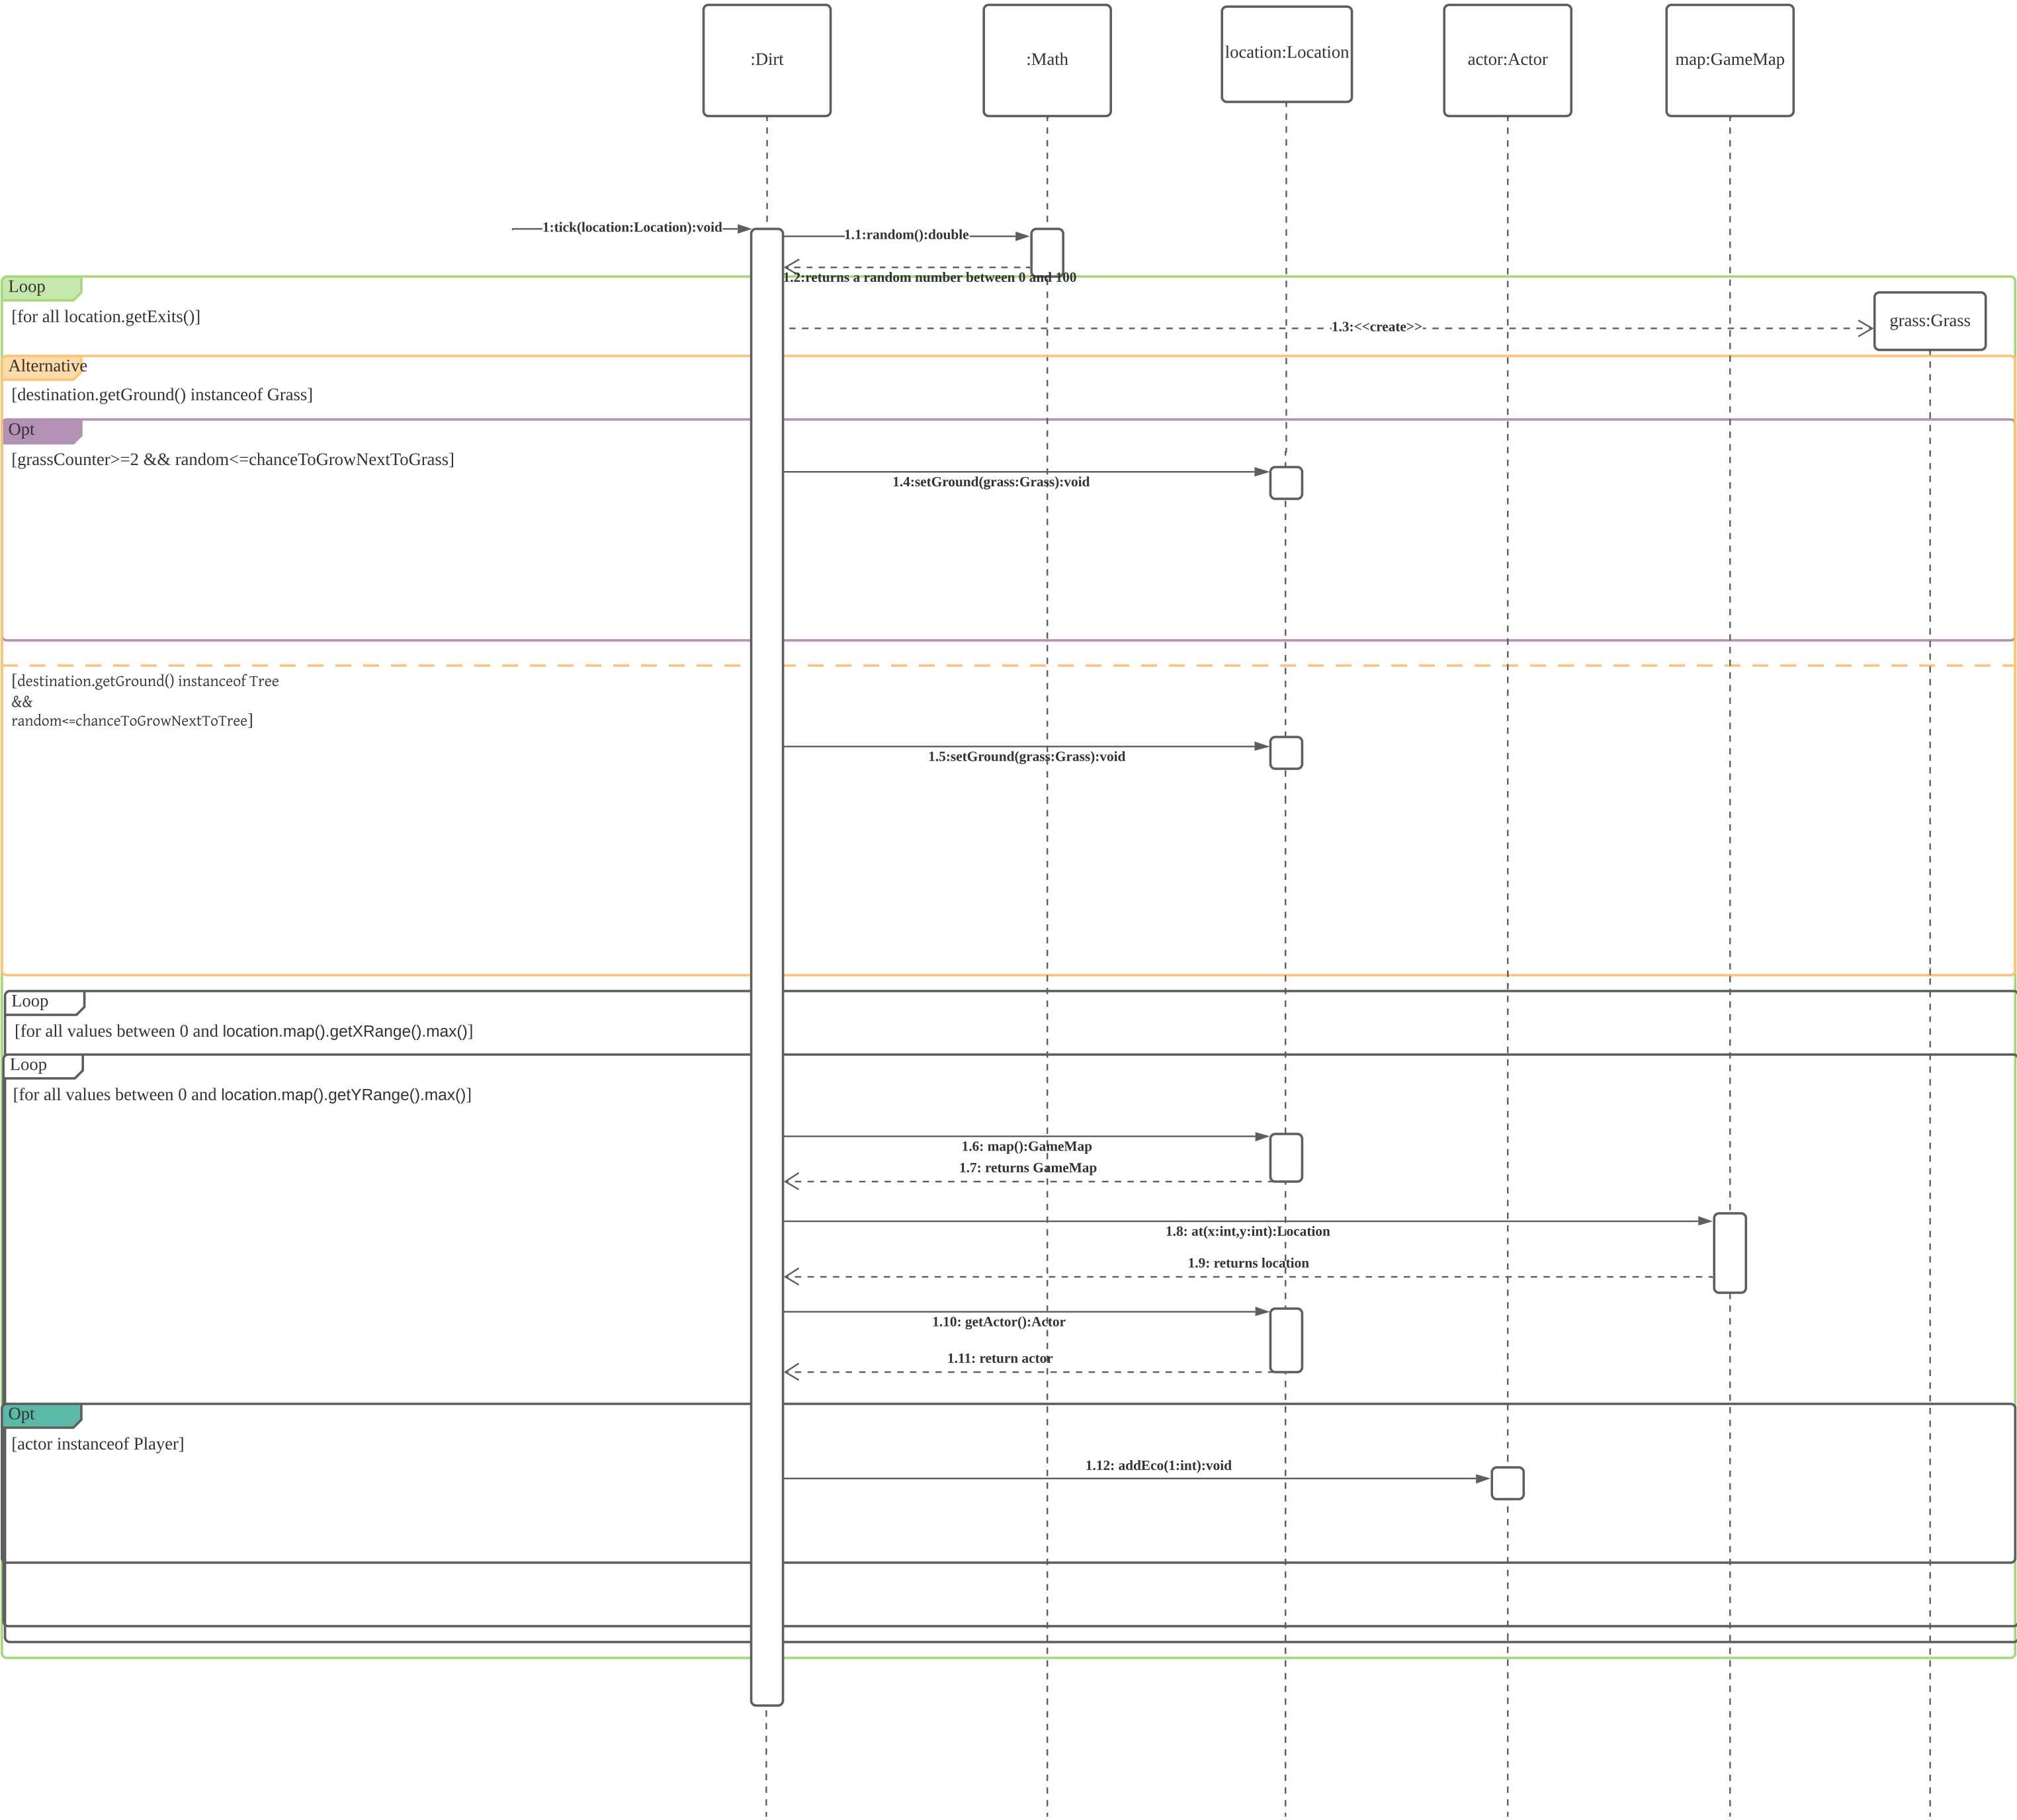 :Dirt
:Math
location:Location
actor:Actor
map:GameMap
1:tick(location:Location):void
1.1:random():double
1.2:returns a random number between 0 and 100
Loop
[for all location.getExits()]
grass:Grass
1.3:<<create>>
Alternative
[destination.getGround() instanceof Grass]
Opt
[grassCounter>=2 && random<=chanceToGrowNextToGrass]
1.4:setGround(grass:Grass):void
[destination.getGround() instanceof Tree
&&
random<=chanceToGrowNextToTree]
1.5:setGround(grass:Grass):void
Loop
[for all values between 0 and location.map().getXRange().max()]
Loop
[for all values between 0 and location.map().getYRange().max()]
1.6: map():GameMap
1.7: returns GameMap
1.8: at(x:int,y:int):Location
1.9: returns location
1.10: getActor():Actor
1.11: return actor
Opt
[actor instanceof Player]
1.12: addEco(1:int):void